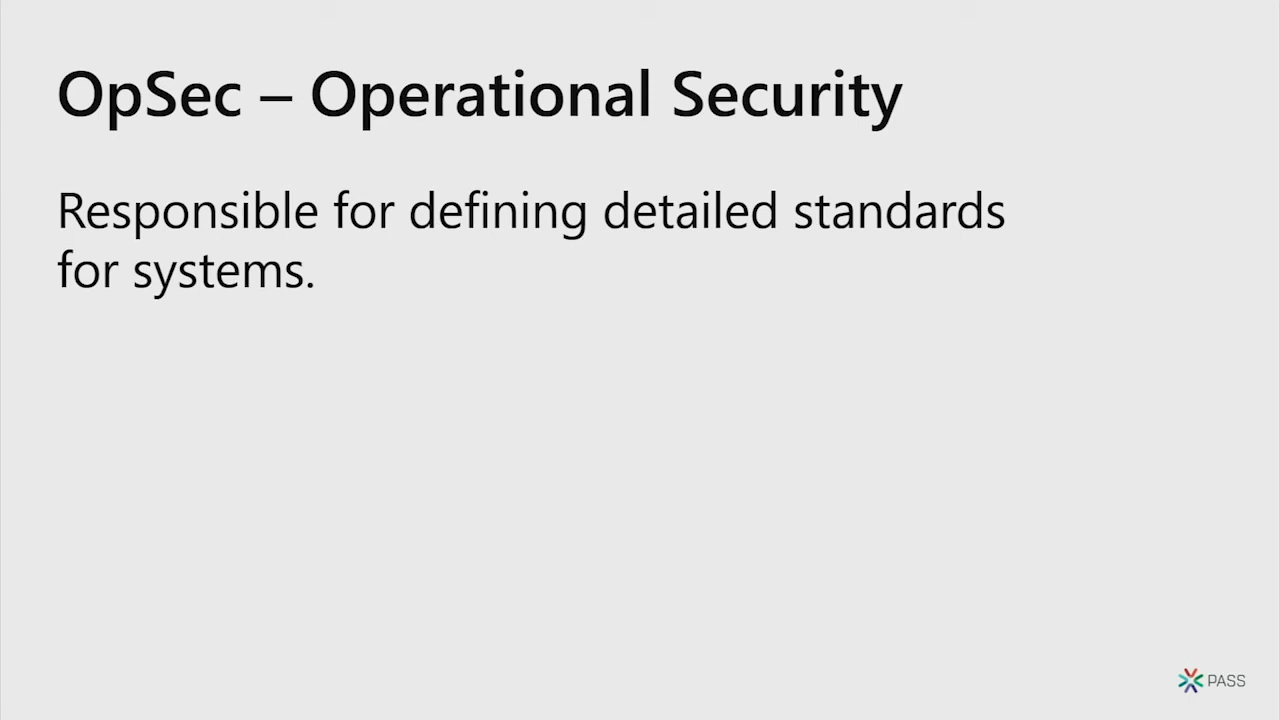 OpSec – Operational Security
Responsible for defining detailed standards
for systems.
PASS